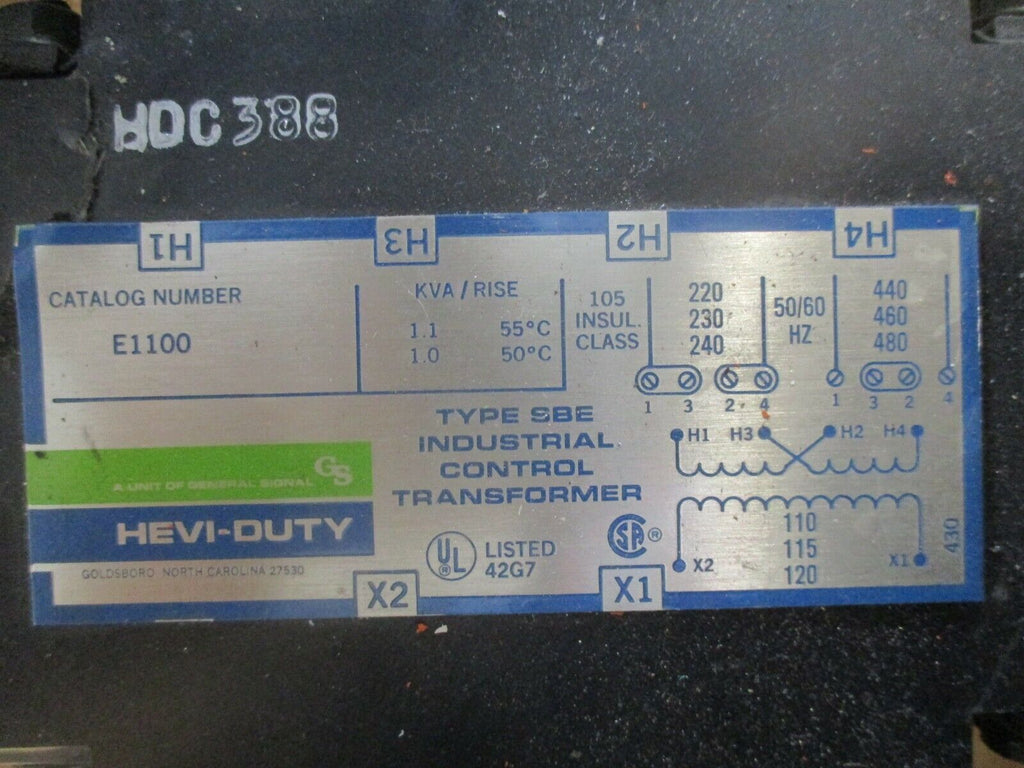 HDC 388
H1 H3 H2 H4
CATALOG NUMBER
E1100
KVA / RISE
1.1 55°C
1.0 50°C
105
INSUL.
CLASS
220
230
240
50/60
HZ
440
460
480
1 3 2 4
1 3 2 4
TYPE SBE
INDUSTRIAL
CONTROL
TRANSFORMER
H1 H3 H2 H4
GS
A UNIT OF GENERAL SIGNAL
HEVI-DUTY
GOLDSBORO, NORTH CAROLINA 27530
UL ®
LISTED
42G7
SA ®
110
115
120
X2 X1
430
X2 X1